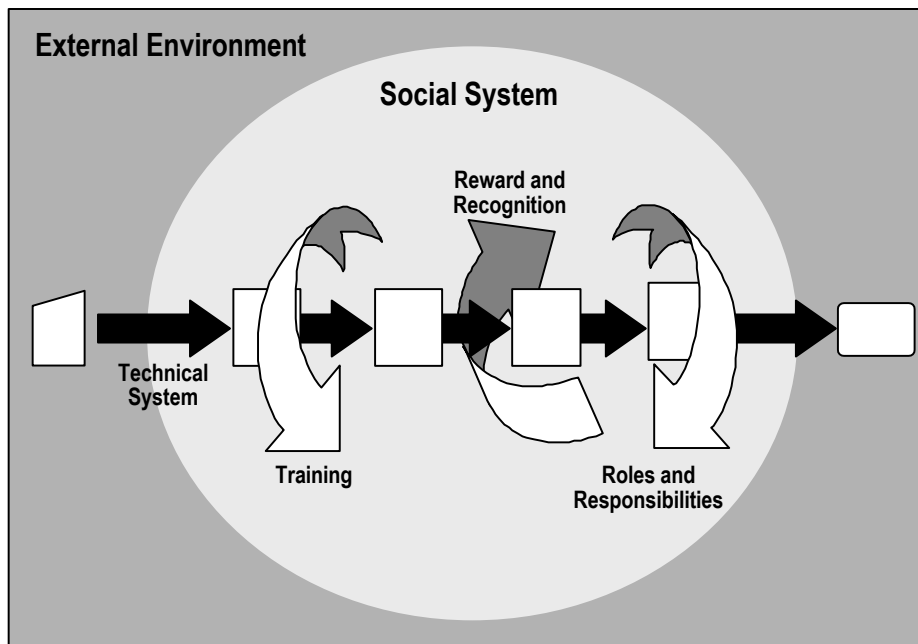 External Environment
Social System
Reward and
Recognition
Technical
System
Training
Roles and
Responsibilities